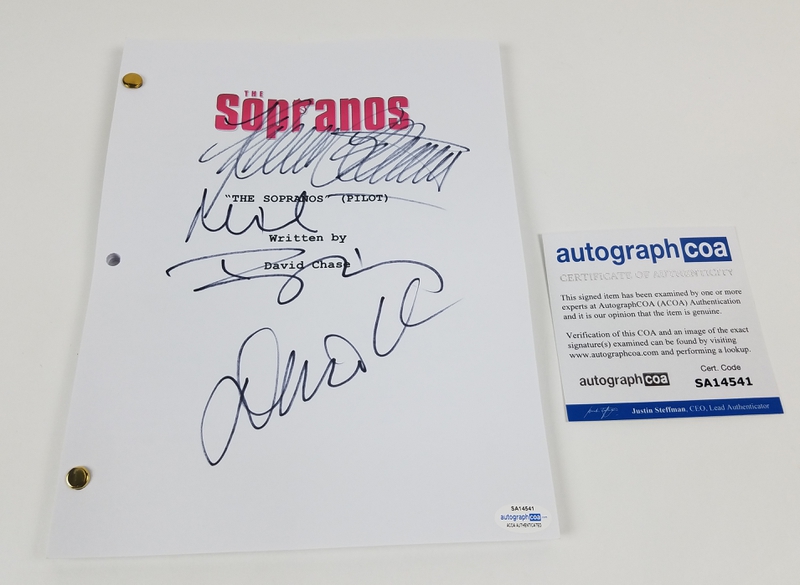 THE
Sopranos
"THE SOPRANOS" (PILOT)
Written by
David Chase
SA14541
autographcoa
ACOA AUTHENTICATED
autographcoa
CERTIFICATE OF AUTHENTICITY
This signed item has been examined by one or more
experts at AutographCOA (ACOA) Authentication
and it is our opinion that the item is genuine.
Verification of this COA and an image of the exact
signature(s) examined can be found by visiting
www.autographcoa.com and performing a lookup.
Cert. Code
autographcoa SA14541
Justin Steffman, CEO, Lead Authenticator